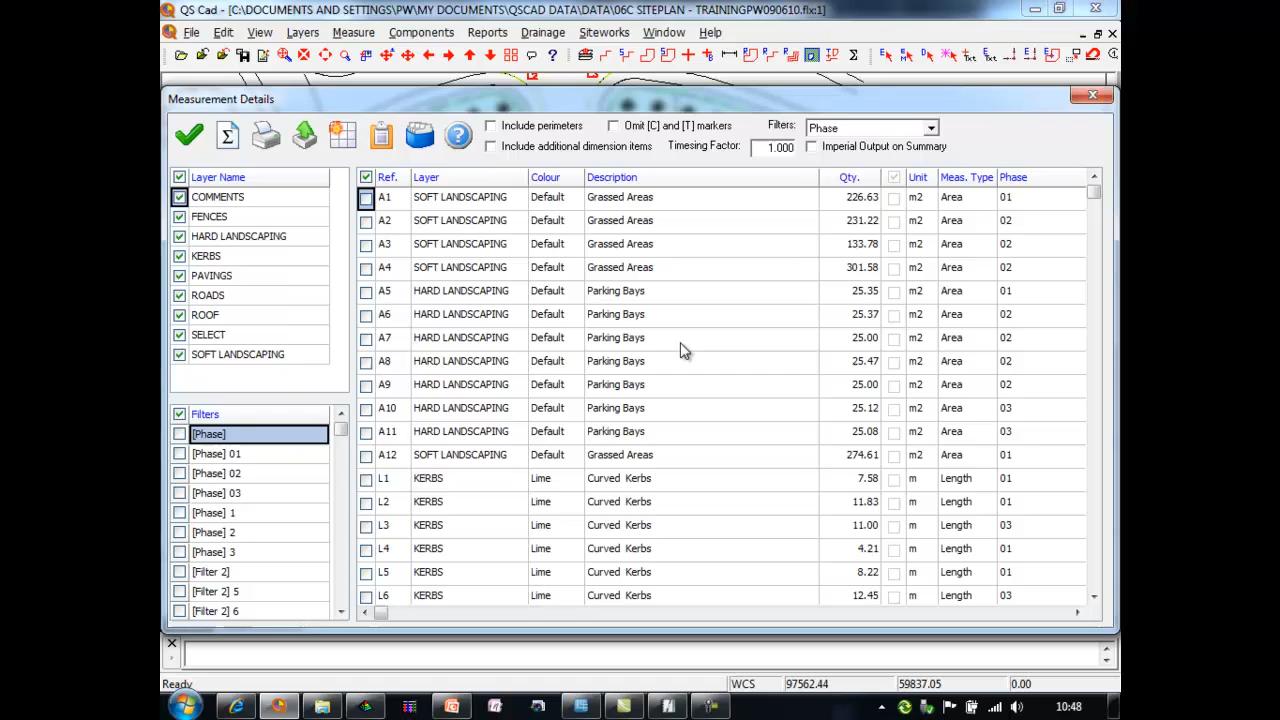 QS Cad - [C:\DOCUMENTS AND SETTINGS\PW\MY DOCUMENTS\QSCAD DATA\DATA\06C SITEPLAN - TRAININGPW090610.flx:1]
File Edit View Layers Measure Components Reports Drainage Siteworks Window Help
Measurement Details
Include perimeters Omit [C] and [T] markers Filters: Phase
Include additional dimension items Timesing Factor: 1.000 Imperial Output on Summary
Layer Name
COMMENTS
FENCES
HARD LANDSCAPING
KERBS
PAVINGS
ROADS
ROOF
SELECT
SOFT LANDSCAPING
Filters
[Phase]
[Phase] 01
[Phase] 02
[Phase] 03
[Phase] 1
[Phase] 2
[Phase] 3
[Filter 2]
[Filter 2] 5
[Filter 2] 6
Ref. Layer Colour Description Qty. Unit Meas. Type Phase
A1 SOFT LANDSCAPING Default Grassed Areas 226.63 m2 Area 01
A2 SOFT LANDSCAPING Default Grassed Areas 231.22 m2 Area 02
A3 SOFT LANDSCAPING Default Grassed Areas 133.78 m2 Area 02
A4 SOFT LANDSCAPING Default Grassed Areas 301.58 m2 Area 02
A5 HARD LANDSCAPING Default Parking Bays 25.35 m2 Area 01
A6 HARD LANDSCAPING Default Parking Bays 25.37 m2 Area 02
A7 HARD LANDSCAPING Default Parking Bays 25.00 m2 Area 02
A8 HARD LANDSCAPING Default Parking Bays 25.47 m2 Area 02
A9 HARD LANDSCAPING Default Parking Bays 25.00 m2 Area 02
A10 HARD LANDSCAPING Default Parking Bays 25.12 m2 Area 03
A11 HARD LANDSCAPING Default Parking Bays 25.08 m2 Area 03
A12 SOFT LANDSCAPING Default Grassed Areas 274.61 m2 Area 01
L1 KERBS Lime Curved Kerbs 7.58 m Length 01
L2 KERBS Lime Curved Kerbs 11.83 m Length 01
L3 KERBS Lime Curved Kerbs 11.00 m Length 03
L4 KERBS Lime Curved Kerbs 4.21 m Length 01
L5 KERBS Lime Curved Kerbs 8.22 m Length 01
L6 KERBS Lime Curved Kerbs 12.45 m Length 03
Ready WCS 97562.44 59837.05 0.00
10:48